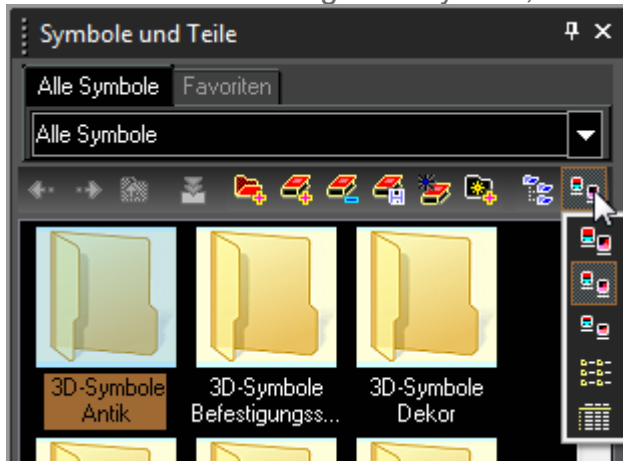 Symbole und Teile
Alle Symbole Favoriten
Alle Symbole
3D-Symbole Antik
3D-Symbole Befestigungss...
3D-Symbole Dekor